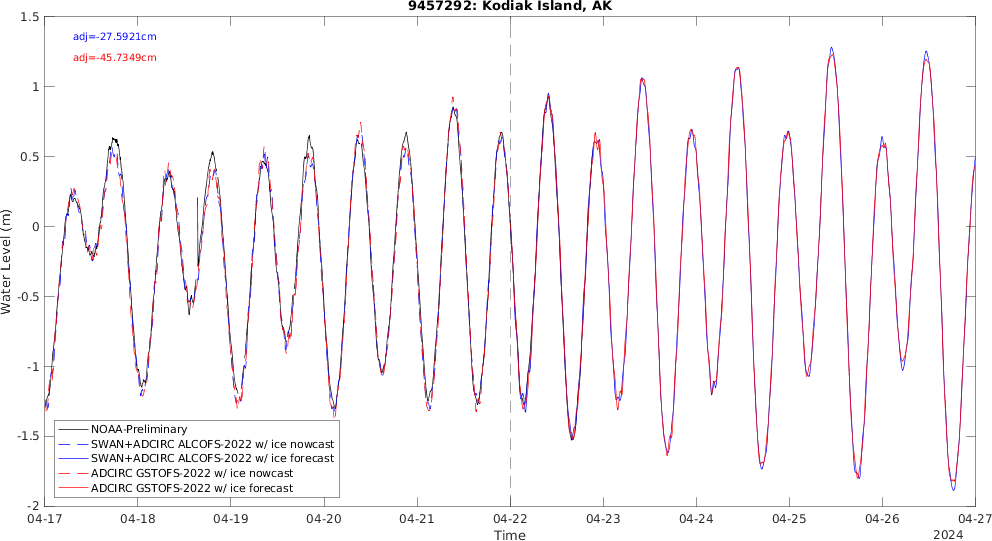 9457292: Kodiak Island, AK
adj=-27.5921cm
adj=-45.7349cm
Water Level (m)
1.5
1
0.5
0
-0.5
-1
-1.5
-2
NOAA-Preliminary
SWAN+ADCIRC ALCOFS-2022 w/ ice nowcast
SWAN+ADCIRC ALCOFS-2022 w/ ice forecast
ADCIRC GSTOFS-2022 w/ ice nowcast
ADCIRC GSTOFS-2022 w/ ice forecast
04-17 04-18 04-19 04-20 04-21 04-22 04-23 04-24 04-25 04-26 04-27
Time
2024